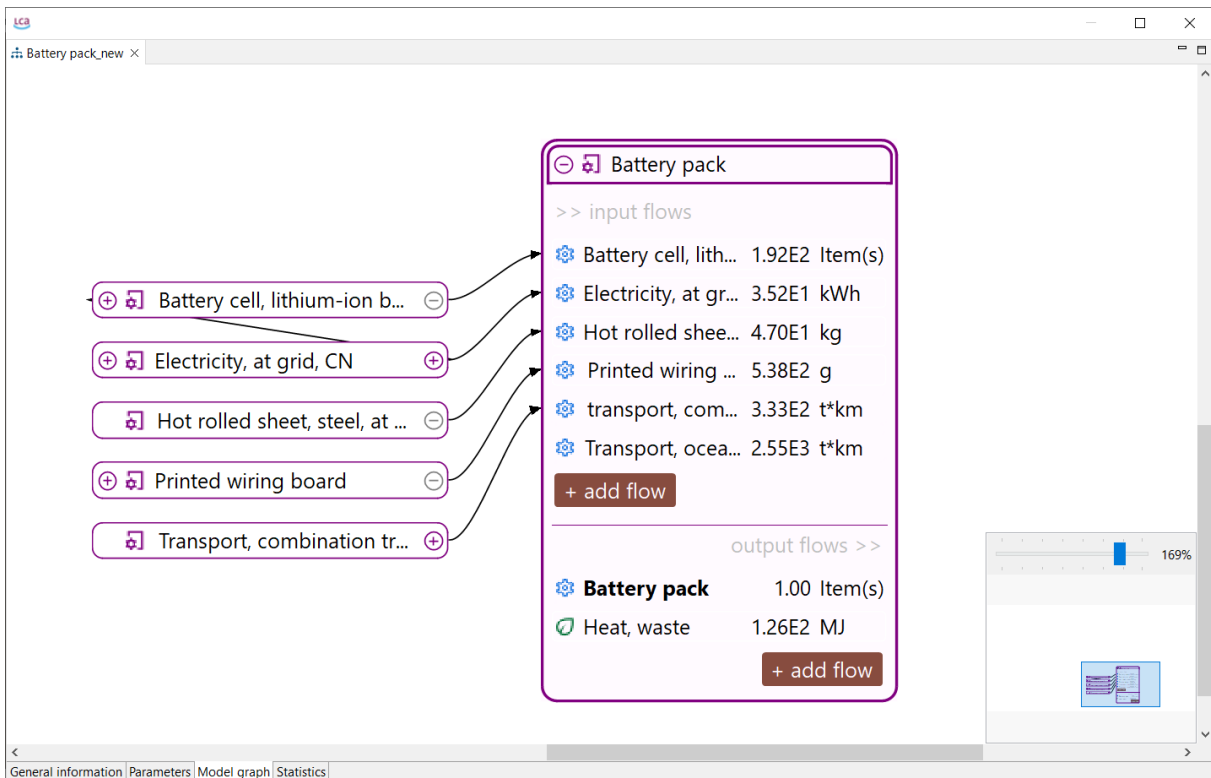 LCA
Battery pack_new
Battery pack
>> input flows
Battery cell, lith... 1.92E2 Item(s)
Electricity, at gr... 3.52E1 kWh
Hot rolled shee... 4.70E1 kg
Printed wiring ... 5.38E2 g
transport, com... 3.33E2 t*km
Transport, ocea... 2.55E3 t*km
+ add flow
output flows >>
Battery pack 1.00 Item(s)
Heat, waste 1.26E2 MJ
+ add flow
Battery cell, lithium-ion b...
Electricity, at grid, CN
Hot rolled sheet, steel, at ...
Printed wiring board
Transport, combination tr...
169%
General information Parameters Model graph Statistics